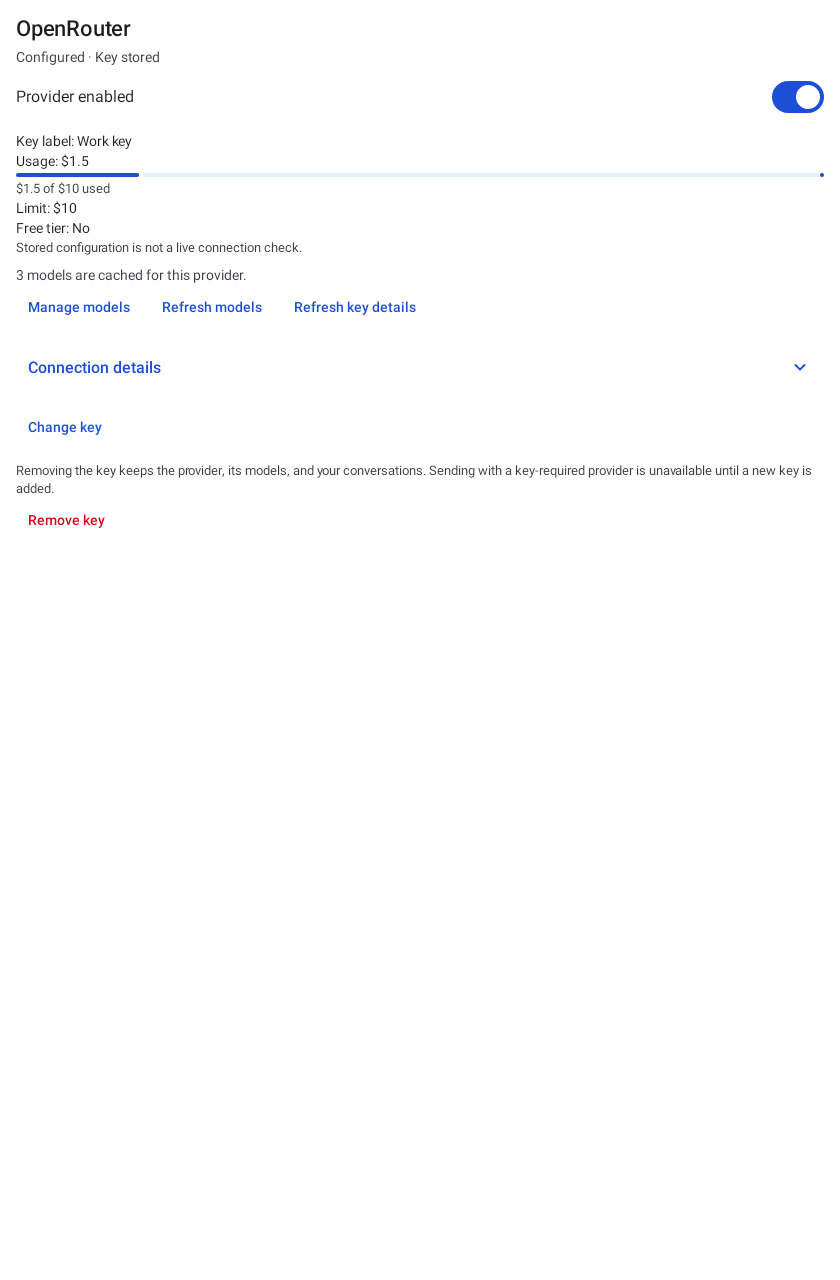 OpenRouter
Configured · Key stored
Provider enabled
Key label: Work key
Usage: $1.5
$1.5 of $10 used
Limit: $10
Free tier: No
Stored configuration is not a live connection check.
3 models are cached for this provider.
Manage models Refresh models Refresh key details
Connection details
Change key
Removing the key keeps the provider, its models, and your conversations. Sending with a key-required provider is unavailable until a new key is
added.
Remove key